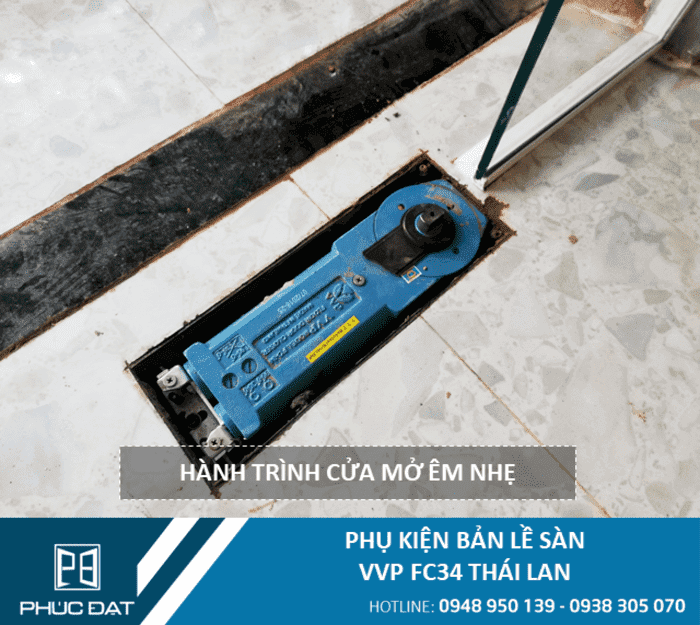 VVP
HÀNH TRÌNH CỬA MỞ ÊM NHẸ
PHỤ KIỆN BẢN LỀ SÀN
VVP FC34 THÁI LAN
PHÚC ĐẠT
HOTLINE: 0948 950 139 - 0938 305 070